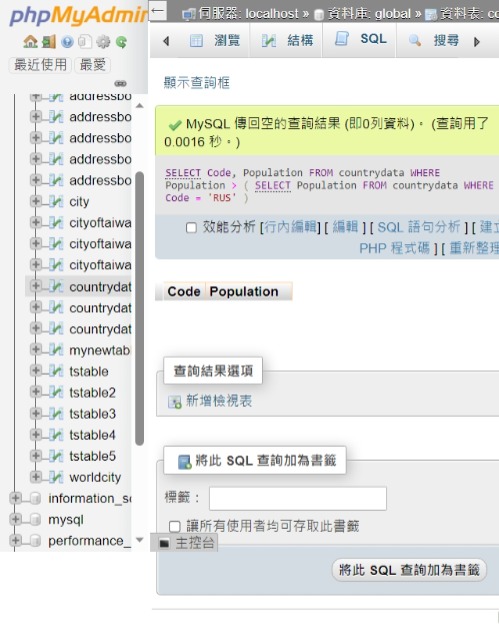 phpMyAdmin
最近使用 最愛
addressbo
addressbo
addressbo
addressbo
addressbo
city
cityoftaiwa
cityoftaiwa
cityoftaiwa
countrydat
countrydat
countrydat
mynewtab
tstable
tstable2
tstable3
tstable4
tstable5
worldcity
information_sc
mysql
performance_
伺服器: localhost » 資料庫: global » 資料表: co
瀏覽 結構 SQL 搜尋
顯示查詢框
MySQL 傳回空的查詢結果 (即0列資料)。 (查詢用了
0.0016 秒。)
SELECT Code, Population FROM countrydata WHERE
Population > ( SELECT Population FROM countrydata WHERE
Code = 'RUS' )
效能分析 [行內編輯] [ 編輯 ] [ SQL 語句分析 ] [ 建立
PHP 程式碼 ] [ 重新整理
Code Population
查詢結果選項
新增檢視表
將此 SQL 查詢加為書籤
標籤：
讓所有使用者均可存取此書籤
主控台
將此 SQL 查詢加為書籤